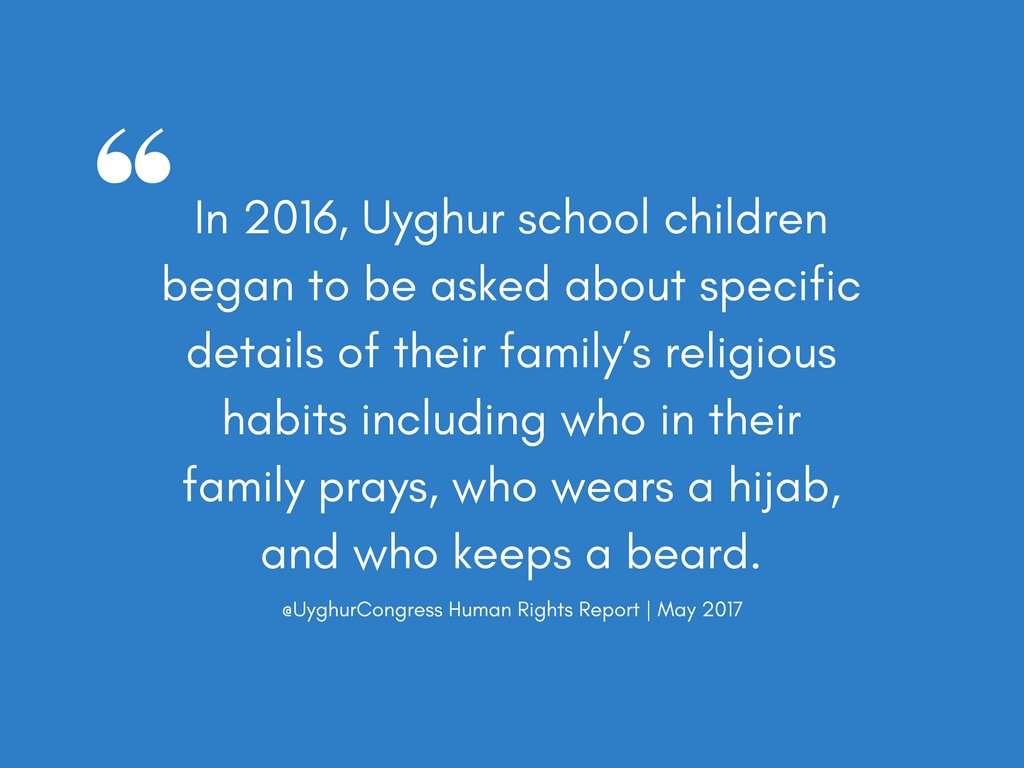 “
In 2016, Uyghur school children
began to be asked about specific
details of their family’s religious
habits including who in their
family prays, who wears a hijab,
and who keeps a beard.
@UyghurCongress Human Rights Report | May 2017